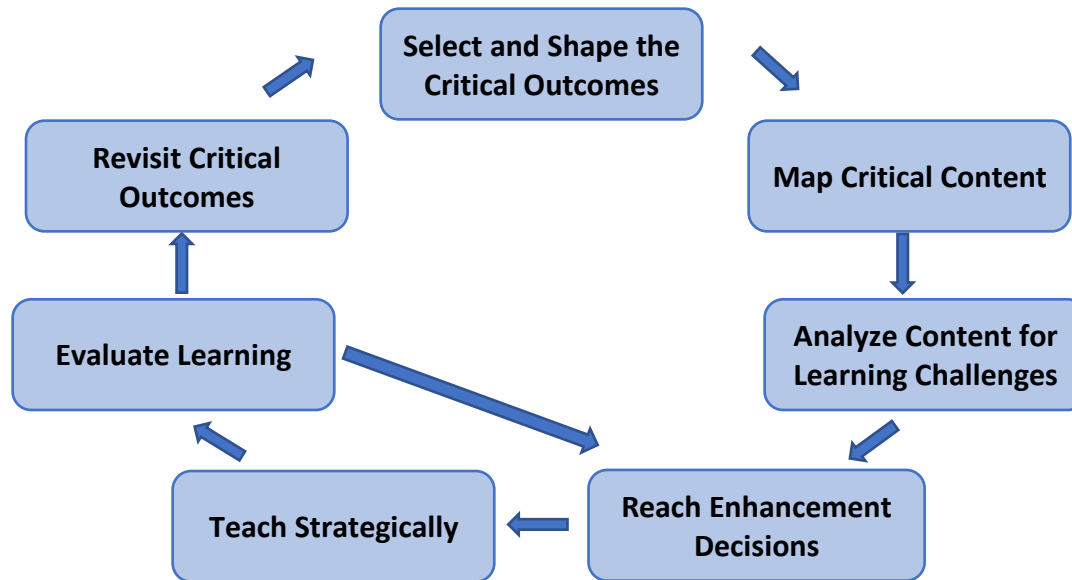 Select and Shape the
Critical Outcomes
Map Critical Content
Analyze Content for
Learning Challenges
Reach Enhancement
Decisions
Teach Strategically
Evaluate Learning
Revisit Critical
Outcomes